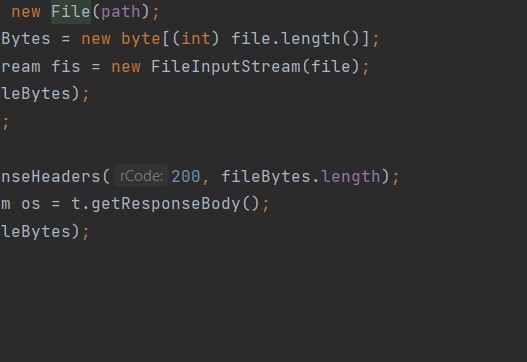 new File(path);
Bytes = new byte[(int) file.length()];
ream fis = new FileInputStream(file);
leBytes);
;
nseHeaders( rCode: 200, fileBytes.length);
m os = t.getResponseBody();
leBytes);